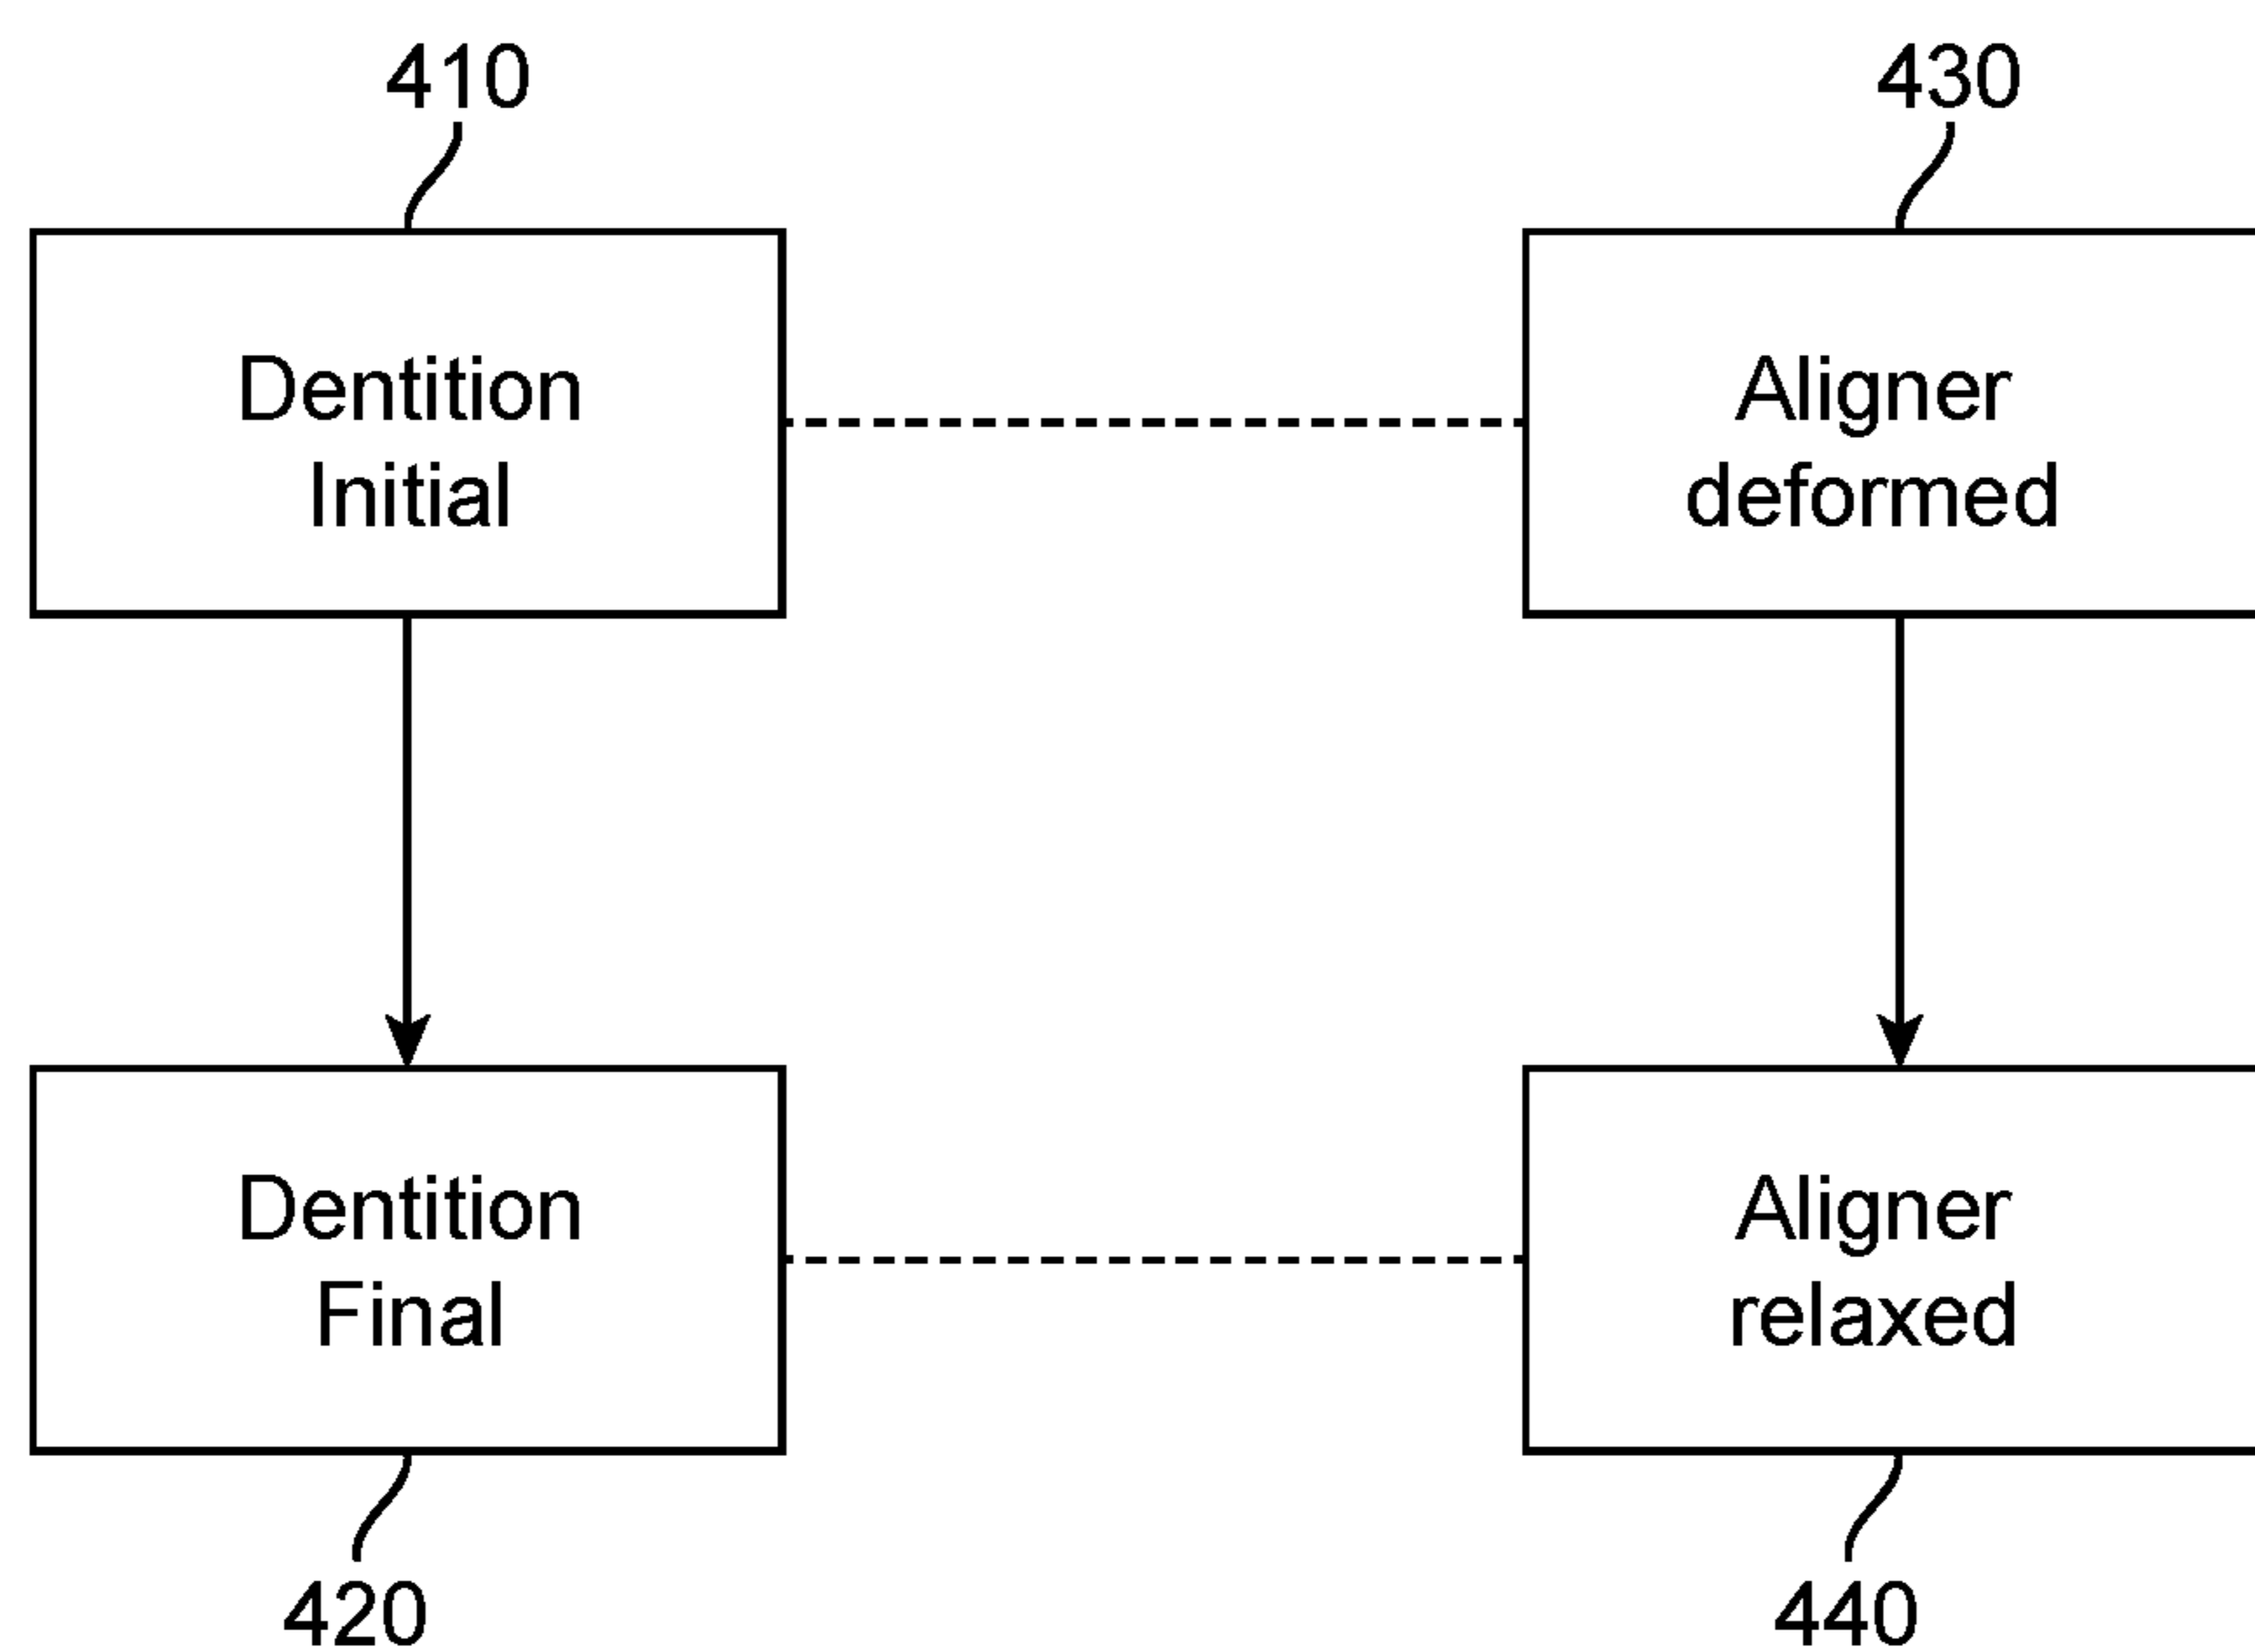 410
430
Dentition
Initial
Aligner
deformed
Dentition
Final
Aligner
relaxed
420
440